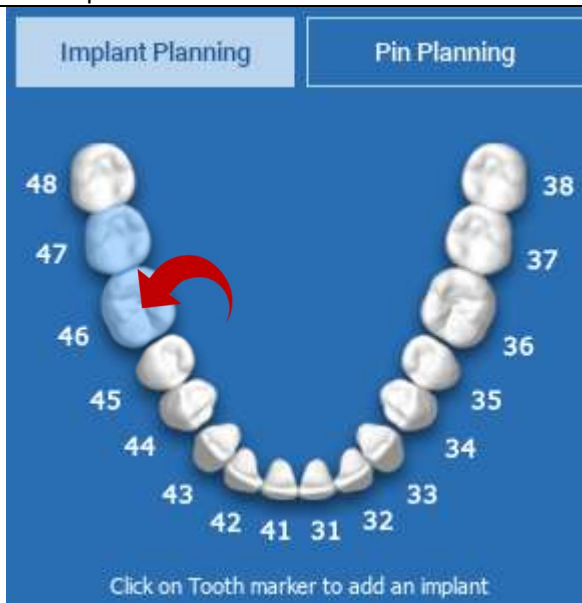 Implant Planning Pin Planning
48 38
47 37
46 36
45 35
44 34
43 33
42 41 31 32
Click on Tooth marker to add an implant